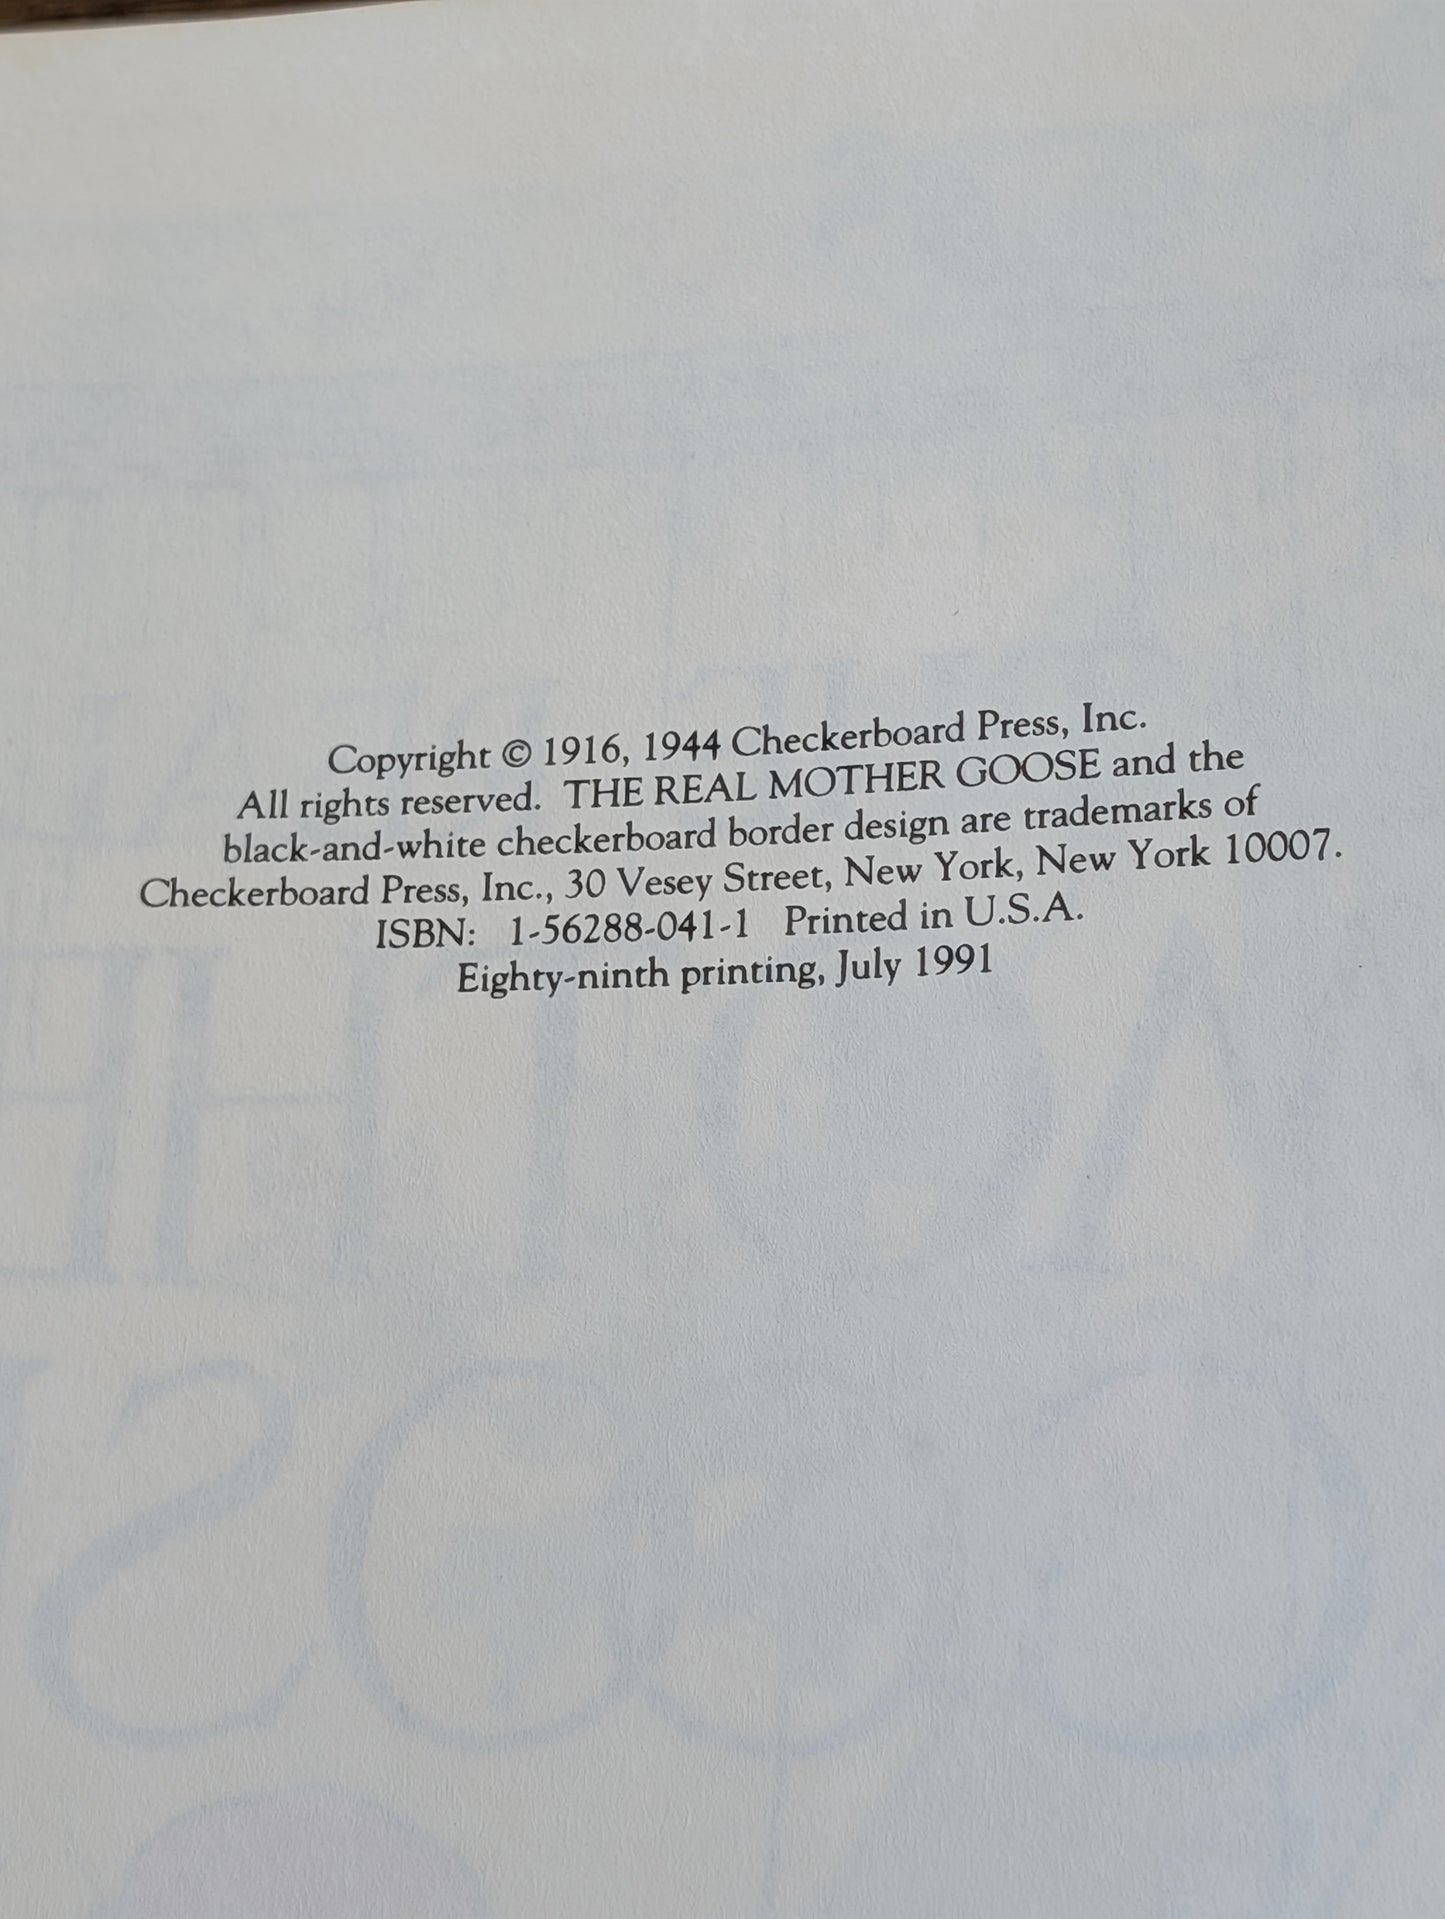 Copyright © 1916, 1944 Checkerboard Press, Inc.
All rights reserved. THE REAL MOTHER GOOSE and the
black-and-white checkerboard border design are trademarks of
Checkerboard Press, Inc., 30 Vesey Street, New York, New York 10007.
ISBN: 1-56288-041-1 Printed in U.S.A.
Eighty-ninth printing, July 1991